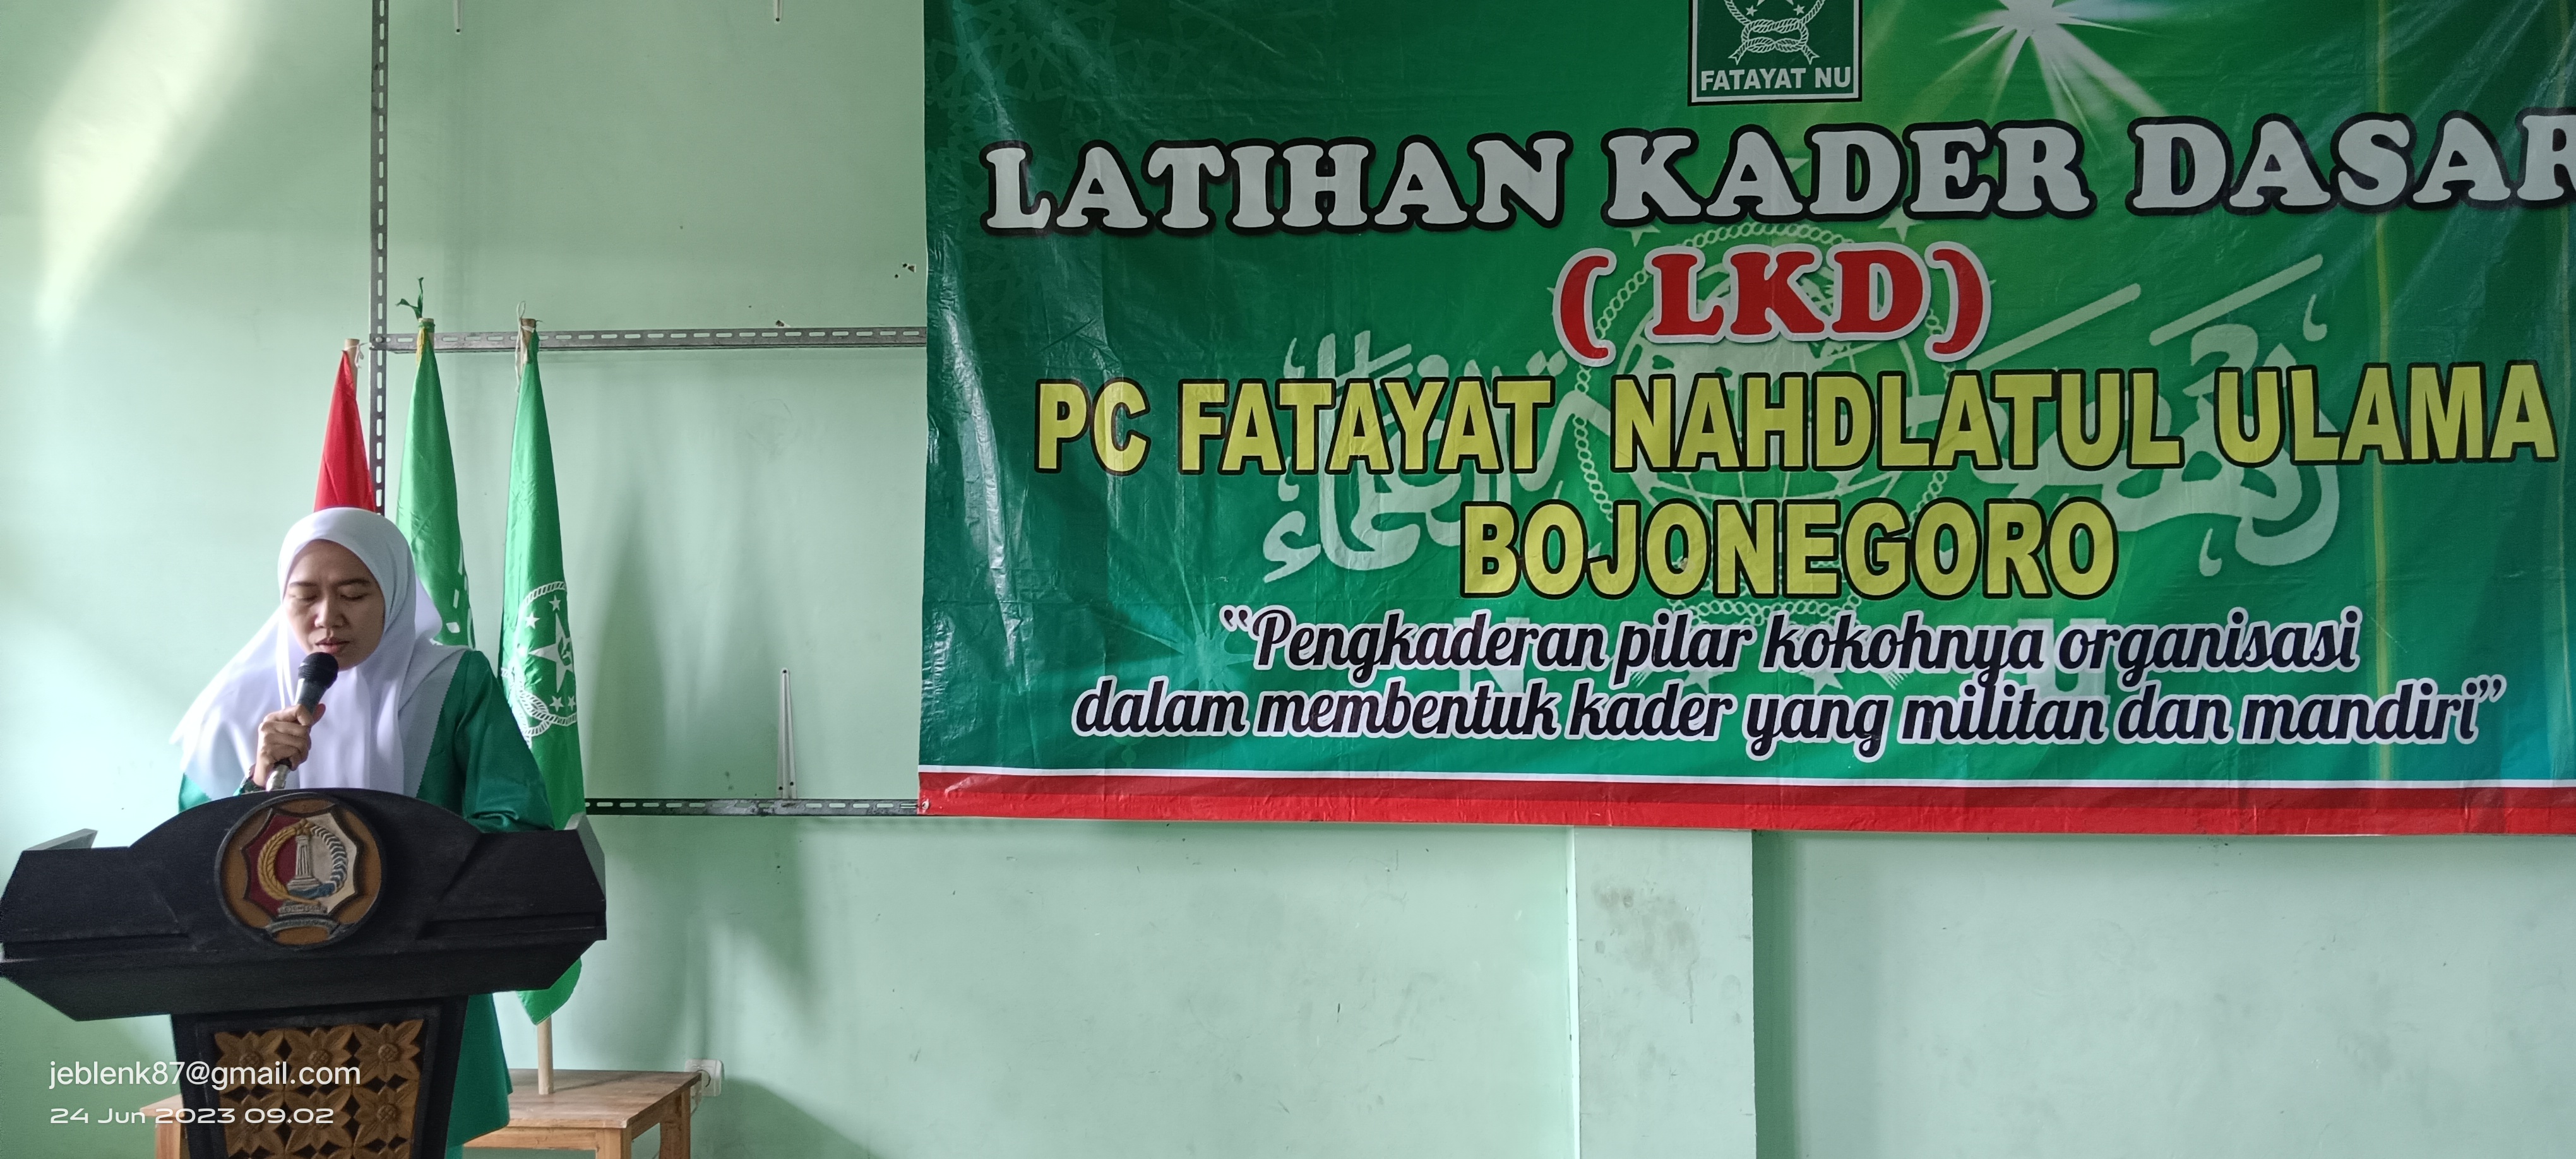 FATAYAT NU
LATIHAN KADER DASAR
( LKD )
PC FATAYAT NAHDLATUL ULAMA
BOJONEGORO
“Pengkaderan pilar kokohnya organisasi
dalam membentuk kader yang militan dan mandiri”
jeblenk87@gmail.com
24 Jun 2023 09.02